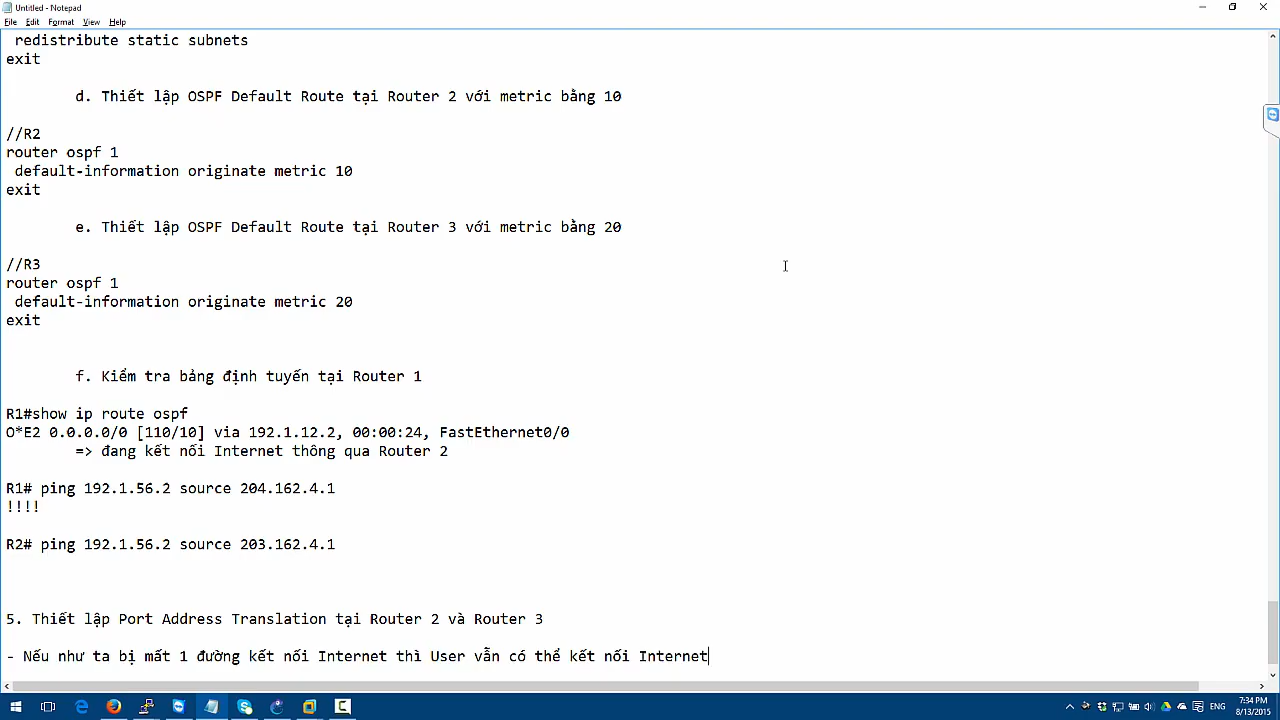 Untitled - Notepad
File Edit Format View Help
redistribute static subnets
exit
d. Thiết lập OSPF Default Route tại Router 2 với metric bằng 10
//R2
router ospf 1
default-information originate metric 10
exit
e. Thiết lập OSPF Default Route tại Router 3 với metric bằng 20
//R3
router ospf 1
default-information originate metric 20
exit
f. Kiểm tra bảng định tuyến tại Router 1
R1#show ip route ospf
O*E2 0.0.0.0/0 [110/10] via 192.1.12.2, 00:00:24, FastEthernet0/0
=> đang kết nối Internet thông qua Router 2
R1# ping 192.1.56.2 source 204.162.4.1
!!!!
R2# ping 192.1.56.2 source 203.162.4.1
5. Thiết lập Port Address Translation tại Router 2 và Router 3
- Nếu như ta bị mất 1 đường kết nối Internet thì User vẫn có thể kết nối Internet
ENG
7:34 PM
8/13/2015